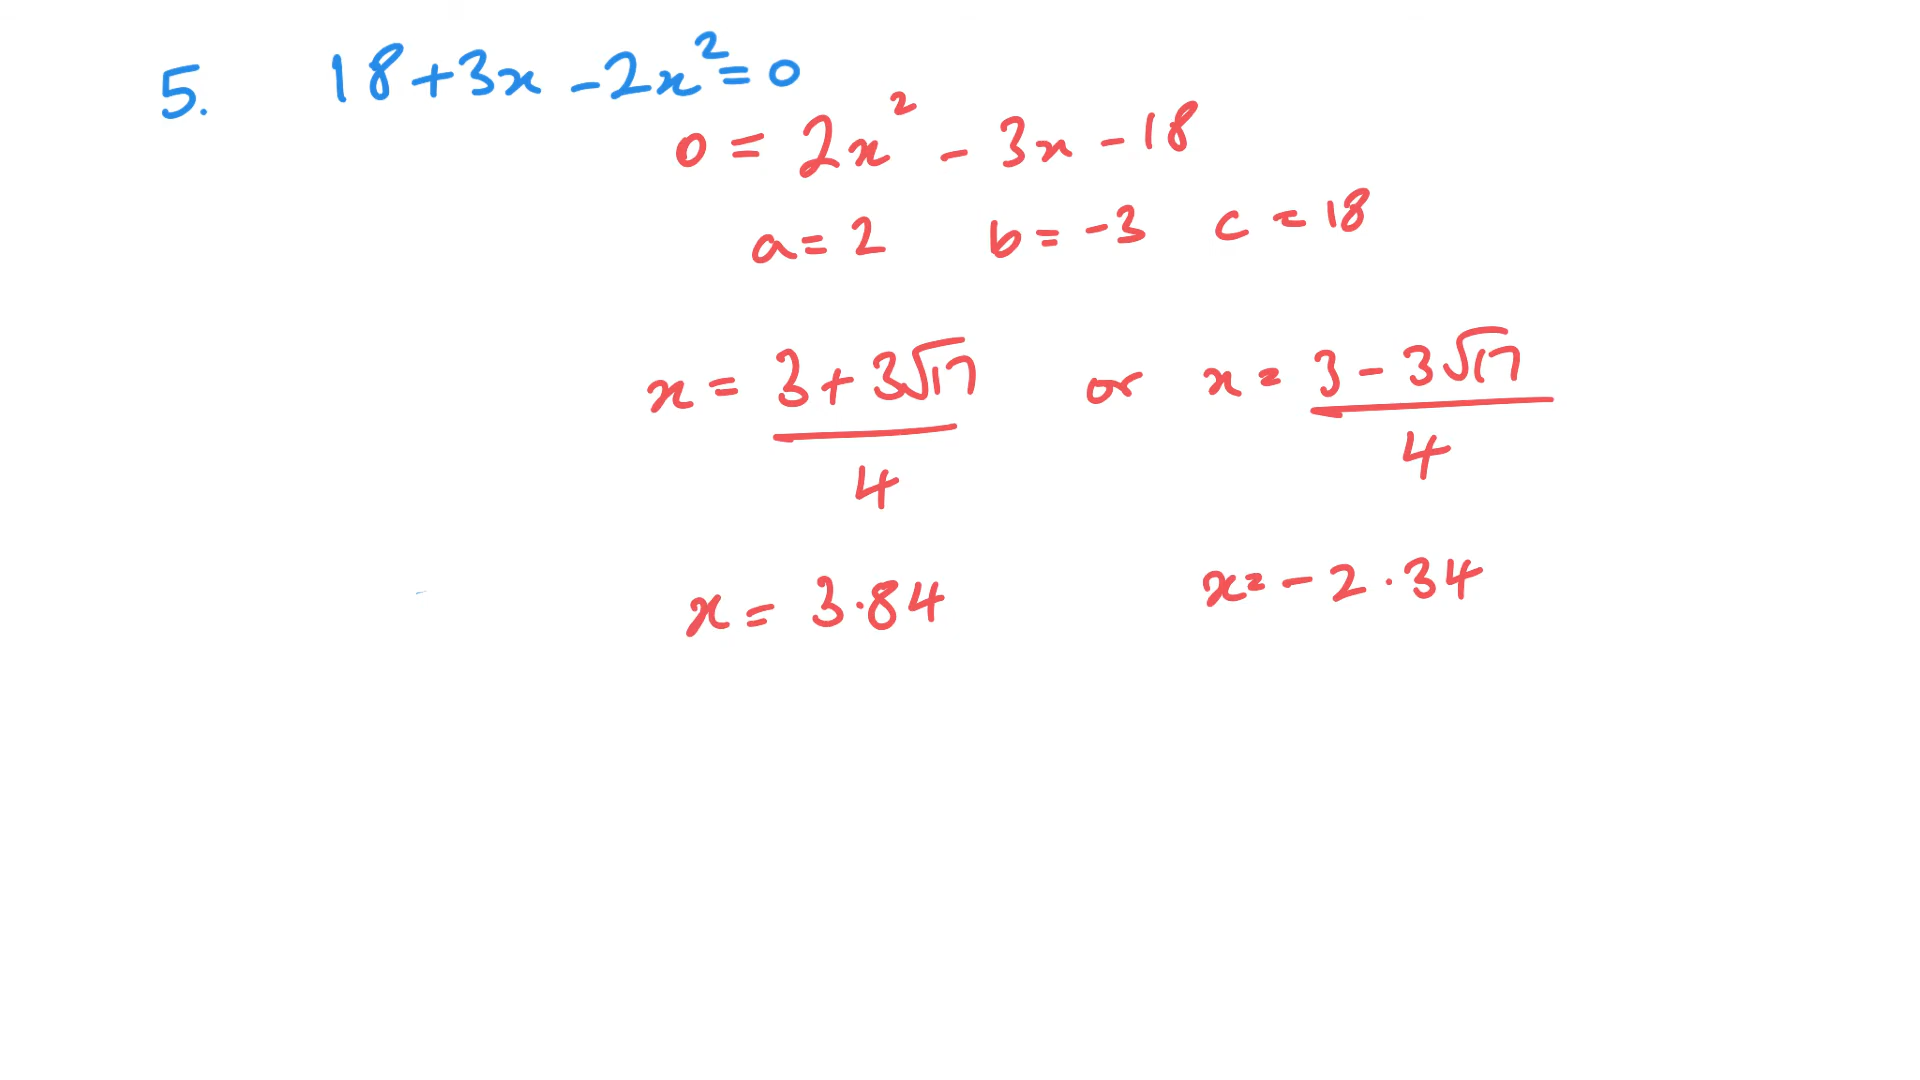 5. 18+3x -2x²=0
0 = 2x² - 3x - 18
a = 2 b = -3 c = 18
x = (3 + 3√17)/4 or x = (3 - 3√17)/4
x = 3.84 x = -2.34